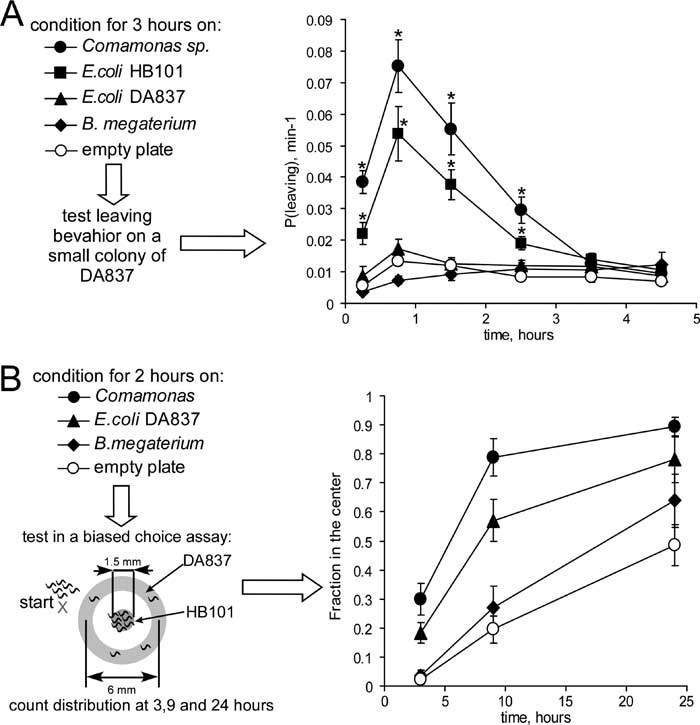 A
condition for 3 hours on:
Comamonas sp.
E.coli HB101
E.coli DA837
B. megaterium
empty plate
test leaving
bevahior on a
small colony of
DA837
P(leaving), min-1
0.09
0.08
0.07
0.06
0.05
0.04
0.03
0.02
0.01
0
* * * * * * * *
0 1 2 3 4 5
time, hours
B
condition for 2 hours on:
Comamonas
E.coli DA837
B.megaterium
empty plate
test in a biased choice assay:
1.5 mm
DA837
start
X
HB101
6 mm
count distribution at 3,9 and 24 hours
Fraction in the center
1
0.9
0.8
0.7
0.6
0.5
0.4
0.3
0.2
0.1
0
0 5 10 15 20 25
time, hours